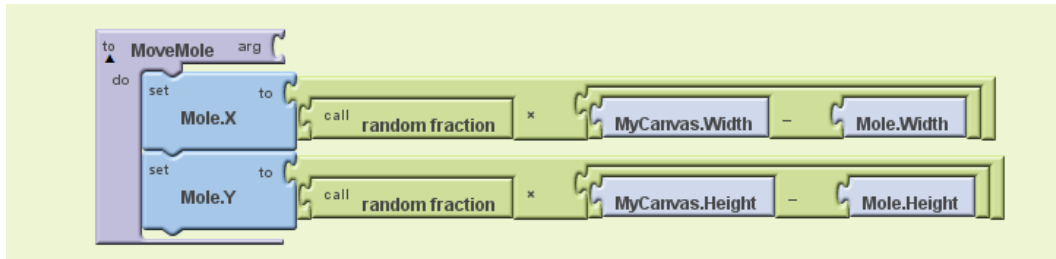 to MoveMole arg
do
set Mole.X to call random fraction × MyCanvas.Width − Mole.Width
set Mole.Y to call random fraction × MyCanvas.Height − Mole.Height